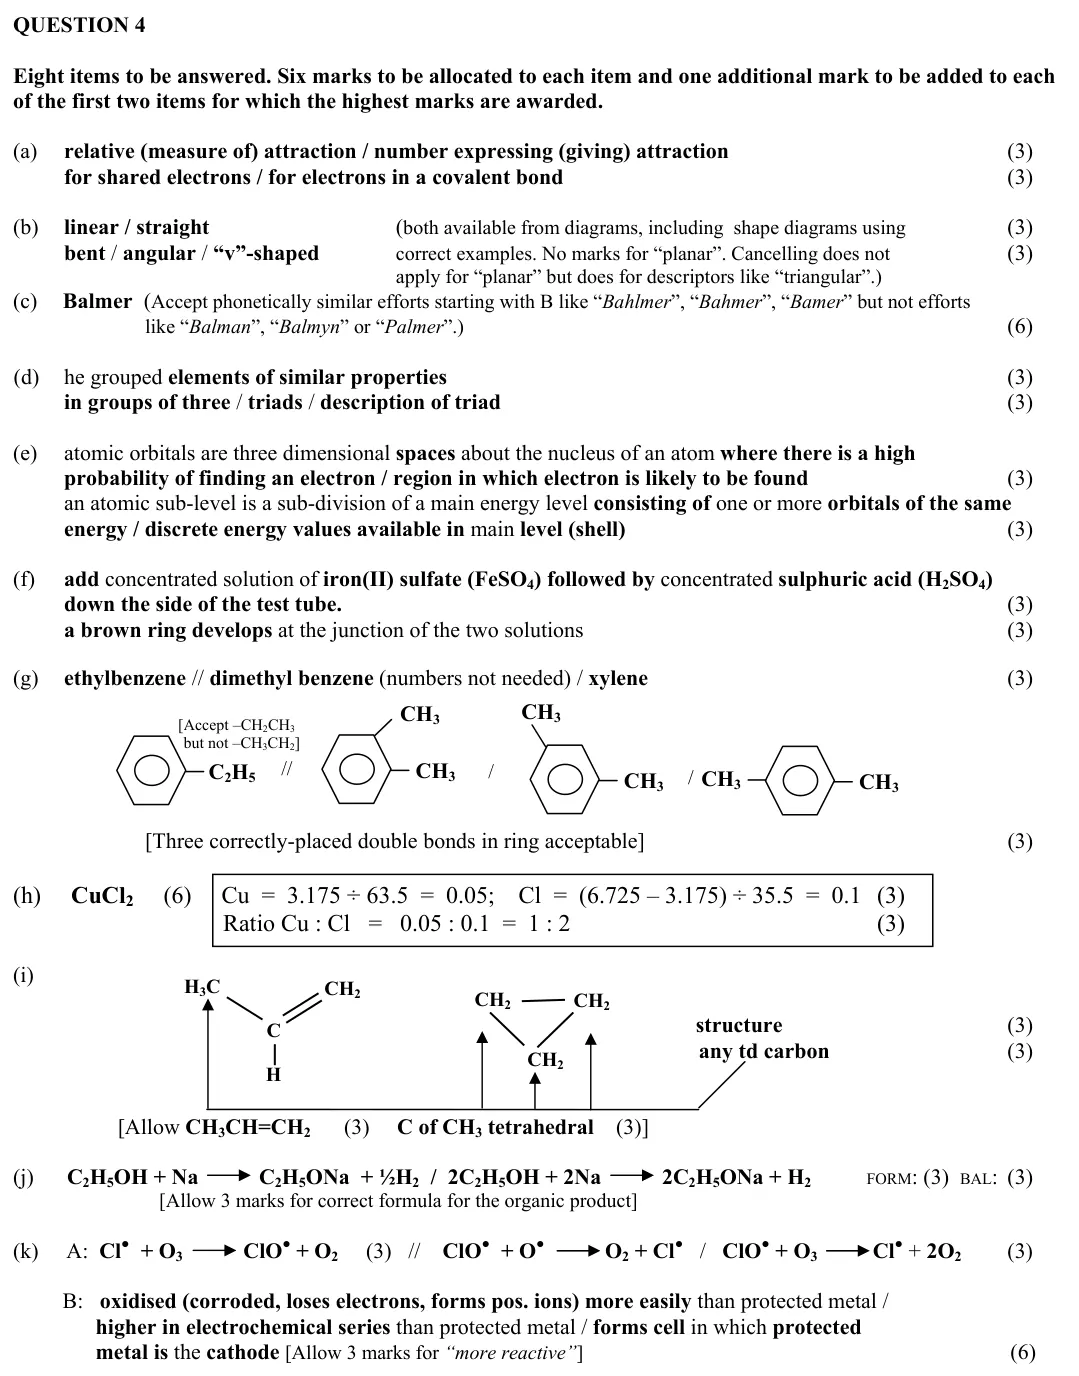 QUESTION 4
Eight items to be answered. Six marks to be allocated to each item and one additional mark to be added to each
of the first two items for which the highest marks are awarded.
(a) relative (measure of) attraction / number expressing (giving) attraction (3)
for shared electrons / for electrons in a covalent bond (3)
(b) linear / straight (both available from diagrams, including shape diagrams using (3)
bent / angular / “v”-shaped correct examples. No marks for “planar”. Cancelling does not (3)
apply for “planar” but does for descriptors like “triangular”.)
(c) Balmer (Accept phonetically similar efforts starting with B like “Bahlmer”, “Bahmer”, “Bamer” but not efforts
like “Balman”, “Balmyn” or “Palmer”.) (6)
(d) he grouped elements of similar properties (3)
in groups of three / triads / description of triad (3)
(e) atomic orbitals are three dimensional spaces about the nucleus of an atom where there is a high
probability of finding an electron / region in which electron is likely to be found (3)
an atomic sub-level is a sub-division of a main energy level consisting of one or more orbitals of the same
energy / discrete energy values available in main level (shell) (3)
(f) add concentrated solution of iron(II) sulfate (FeSO₄) followed by concentrated sulphuric acid (H₂SO₄)
down the side of the test tube. (3)
a brown ring develops at the junction of the two solutions (3)
(g) ethylbenzene // dimethyl benzene (numbers not needed) / xylene (3)
CH₃ CH₃
[Accept –CH₂CH₃
but not –CH₃CH₂]
C₂H₅ // CH₃ / CH₃ / CH₃ CH₃
[Three correctly-placed double bonds in ring acceptable] (3)
(h) CuCl₂ (6) Cu = 3.175 ÷ 63.5 = 0.05; Cl = (6.725 – 3.175) ÷ 35.5 = 0.1 (3)
Ratio Cu : Cl = 0.05 : 0.1 = 1 : 2 (3)
(i)
H₃C CH₂ CH₂ CH₂
C structure (3)
CH₂ any td carbon (3)
H
[Allow CH₃CH=CH₂ (3) C of CH₃ tetrahedral (3)]
(j) C₂H₅OH + Na → C₂H₅ONa + ½H₂ / 2C₂H₅OH + 2Na → 2C₂H₅ONa + H₂ FORM: (3) BAL: (3)
[Allow 3 marks for correct formula for the organic product]
(k) A: Cl• + O₃ → ClO• + O₂ (3) // ClO• + O• → O₂ + Cl• / ClO• + O₃ → Cl• + 2O₂ (3)
B: oxidised (corroded, loses electrons, forms pos. ions) more easily than protected metal /
higher in electrochemical series than protected metal / forms cell in which protected
metal is the cathode [Allow 3 marks for “more reactive”] (6)